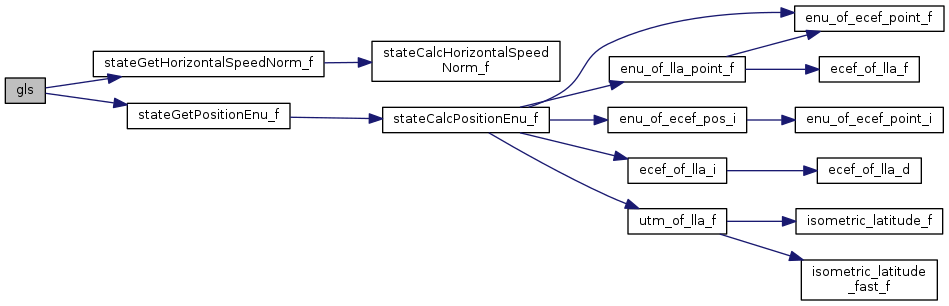 gls
stateGetHorizontalSpeedNorm_f
stateCalcHorizontalSpeed
Norm_f
stateGetPositionEnu_f
stateCalcPositionEnu_f
enu_of_ecef_point_f
enu_of_lla_point_f
ecef_of_lla_f
enu_of_ecef_pos_i
enu_of_ecef_point_i
ecef_of_lla_i
ecef_of_lla_d
utm_of_lla_f
isometric_latitude_f
isometric_latitude
_fast_f